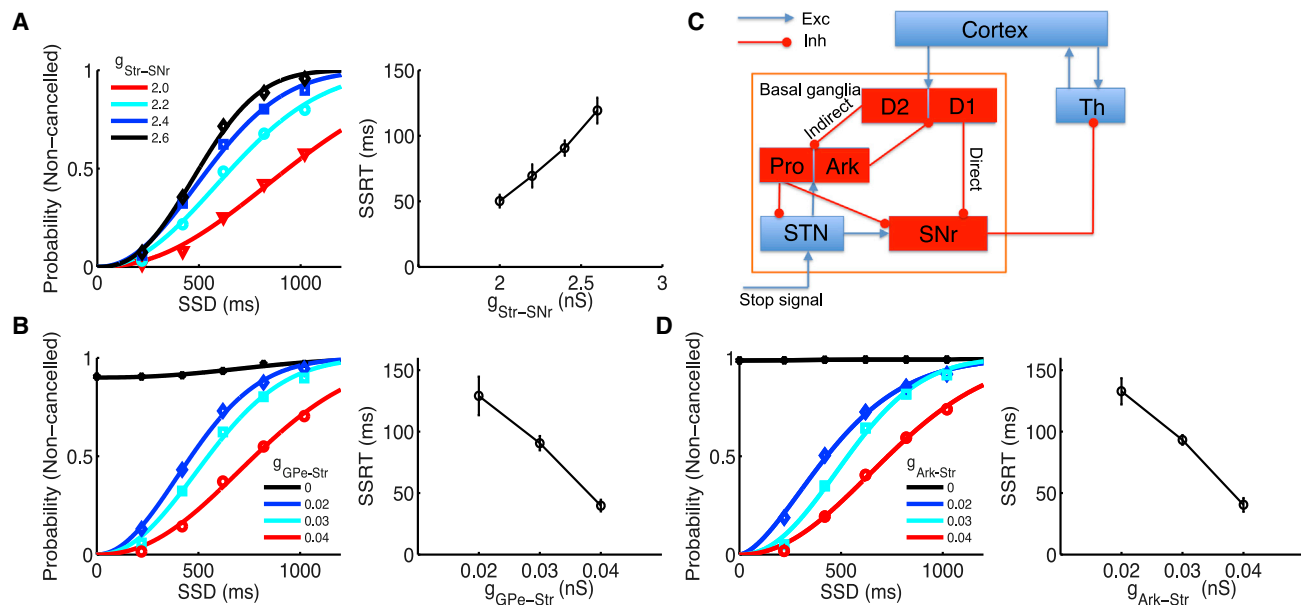 A
g_Str–SNr
2.0
2.2
2.4
2.6
Probability (Non−cancelled)
1
0.5
0
0 500 1000
SSD (ms)
SSRT (ms)
150
100
50
0
2 2.5 3
g_Str−SNr (nS)
C
Exc
Inh
Cortex
Basal ganglia
D2 D1
Th
Indirect
Direct
Pro Ark
STN
SNr
Stop signal
B
Probability (Non−cancelled)
1
0.5
0
g_GPe-Str
0
0.02
0.03
0.04
0 500 1000
SSD (ms)
SSRT (ms)
150
100
50
0
0.02 0.03 0.04
g_GPe−Str (nS)
D
Probability (Non−cancelled)
1
0.5
0
g_Ark-Str
0
0.02
0.03
0.04
0 500 1000
SSD (ms)
SSRT (ms)
150
100
50
0
0.02 0.03 0.04
g_Ark−Str (nS)